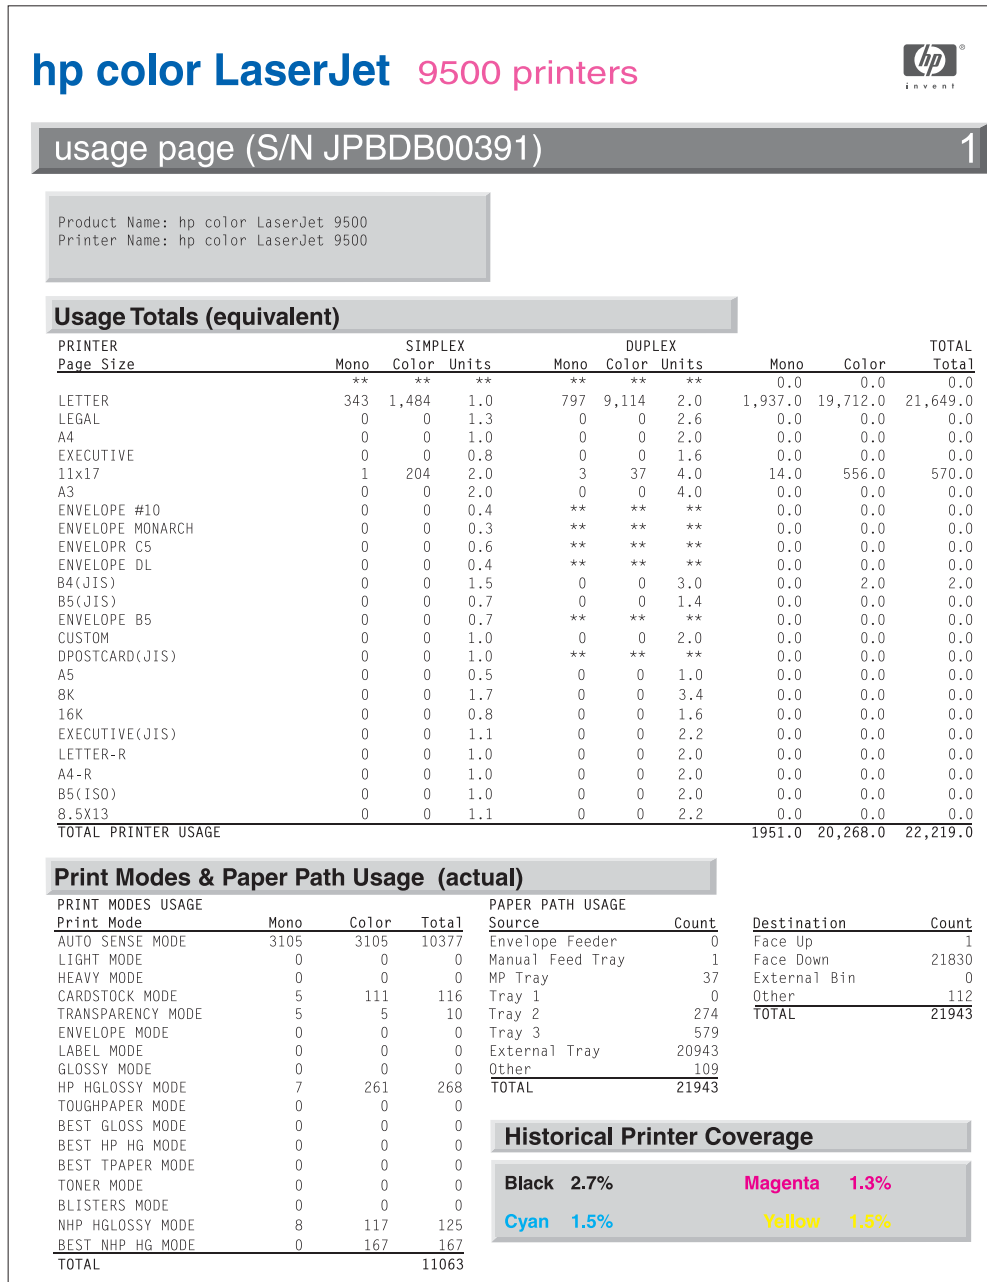 hp color LaserJet 9500 printers
hp ®
invent
usage page (S/N JPBDB00391) 1
Product Name: hp color LaserJet 9500
Printer Name: hp color LaserJet 9500
Usage Totals (equivalent)
PRINTER SIMPLEX DUPLEX TOTAL
Page Size Mono Color Units Mono Color Units Mono Color Total
** ** ** ** ** ** 0.0 0.0 0.0
LETTER 343 1,484 1.0 797 9,114 2.0 1,937.0 19,712.0 21,649.0
LEGAL 0 0 1.3 0 0 2.6 0.0 0.0 0.0
A4 0 0 1.0 0 0 2.0 0.0 0.0 0.0
EXECUTIVE 0 0 0.8 0 0 1.6 0.0 0.0 0.0
11x17 1 204 2.0 3 37 4.0 14.0 556.0 570.0
A3 0 0 2.0 0 0 4.0 0.0 0.0 0.0
ENVELOPE #10 0 0 0.4 ** ** ** 0.0 0.0 0.0
ENVELOPE MONARCH 0 0 0.3 ** ** ** 0.0 0.0 0.0
ENVELOPR C5 0 0 0.6 ** ** ** 0.0 0.0 0.0
ENVELOPE DL 0 0 0.4 ** ** ** 0.0 0.0 0.0
B4(JIS) 0 0 1.5 0 0 3.0 0.0 2.0 2.0
B5(JIS) 0 0 0.7 0 0 1.4 0.0 0.0 0.0
ENVELOPE B5 0 0 0.7 ** ** ** 0.0 0.0 0.0
CUSTOM 0 0 1.0 0 0 2.0 0.0 0.0 0.0
DPOSTCARD(JIS) 0 0 1.0 ** ** ** 0.0 0.0 0.0
A5 0 0 0.5 0 0 1.0 0.0 0.0 0.0
8K 0 0 1.7 0 0 3.4 0.0 0.0 0.0
16K 0 0 0.8 0 0 1.6 0.0 0.0 0.0
EXECUTIVE(JIS) 0 0 1.1 0 0 2.2 0.0 0.0 0.0
LETTER-R 0 0 1.0 0 0 2.0 0.0 0.0 0.0
A4-R 0 0 1.0 0 0 2.0 0.0 0.0 0.0
B5(ISO) 0 0 1.0 0 0 2.0 0.0 0.0 0.0
8.5X13 0 0 1.1 0 0 2.2 0.0 0.0 0.0
TOTAL PRINTER USAGE 1951.0 20,268.0 22,219.0
Print Modes & Paper Path Usage (actual)
PRINT MODES USAGE
Print Mode Mono Color Total
AUTO SENSE MODE 3105 3105 10377
LIGHT MODE 0 0 0
HEAVY MODE 0 0 0
CARDSTOCK MODE 5 111 116
TRANSPARENCY MODE 5 5 10
ENVELOPE MODE 0 0 0
LABEL MODE 0 0 0
GLOSSY MODE 0 0 0
HP HGLOSSY MODE 7 261 268
TOUGHPAPER MODE 0 0 0
BEST GLOSS MODE 0 0 0
BEST HP HG MODE 0 0 0
BEST TPAPER MODE 0 0 0
TONER MODE 0 0 0
BLISTERS MODE 0 0 0
NHP HGLOSSY MODE 8 117 125
BEST NHP HG MODE 0 167 167
TOTAL 11063
PAPER PATH USAGE
Source Count
Envelope Feeder 0
Manual Feed Tray 1
MP Tray 37
Tray 1 0
Tray 2 274
Tray 3 579
External Tray 20943
Other 109
TOTAL 21943
Destination Count
Face Up 1
Face Down 21830
External Bin 0
Other 112
TOTAL 21943
Historical Printer Coverage
Black 2.7% Magenta 1.3%
Cyan 1.5% Yellow 1.5%